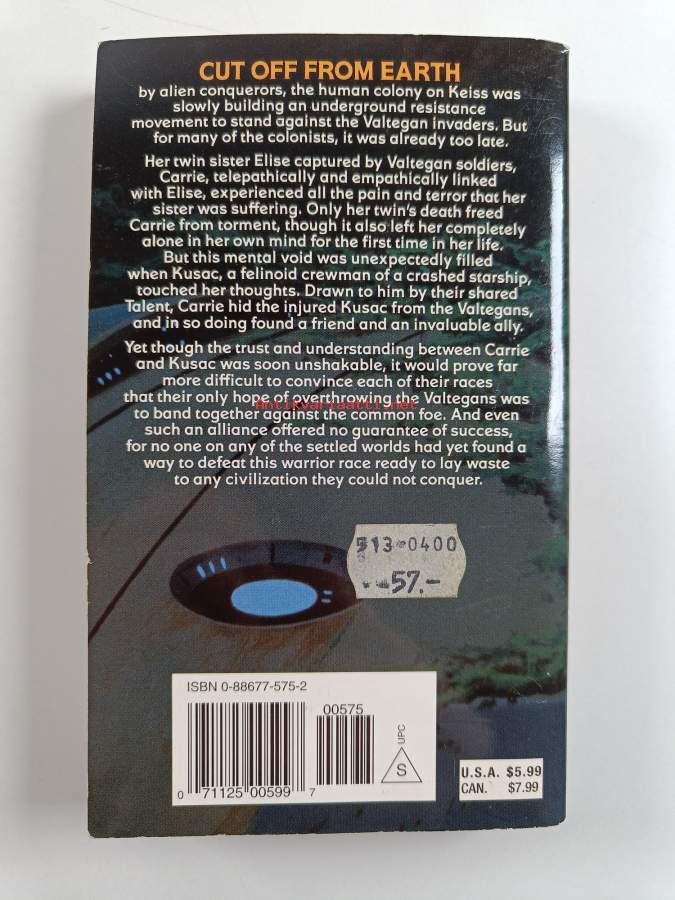 CUT OFF FROM EARTH
by alien conquerors, the human colony on Keiss was
slowly building an underground resistance
movement to stand against the Valtegan invaders. But
for many of the colonists, it was already too late.
Her twin sister Elise captured by Valtegan soldiers,
Carrie, telepathically and empathically linked
with Elise, experienced all the pain and terror that her
sister was suffering. Only her twin's death freed
Carrie from torment, though it also left her completely
alone in her own mind for the first time in her life.
But this mental void was unexpectedly filled
when Kusac, a felinoid crewman of a crashed starship,
touched her thoughts. Drawn to him by their shared
Talent, Carrie hid the injured Kusac from the Valtegans,
and in so doing found a friend and an invaluable ally.
Yet though the trust and understanding between Carrie
and Kusac was soon unshakable, it would prove far
more difficult to convince each of their races
that their only hope of overthrowing the Valtegans was
to band together against the common foe. And even
such an alliance offered no guarantee of success,
for no one on any of the settled worlds had yet found a
way to defeat this warrior race ready to lay waste
to any civilization they could not conquer.
Antikvariaatti.net
513-0400
57.-
ISBN 0-88677-575-2
00575
UPC
S
0 71125 00599 7
U.S.A. $5.99
CAN. $7.99